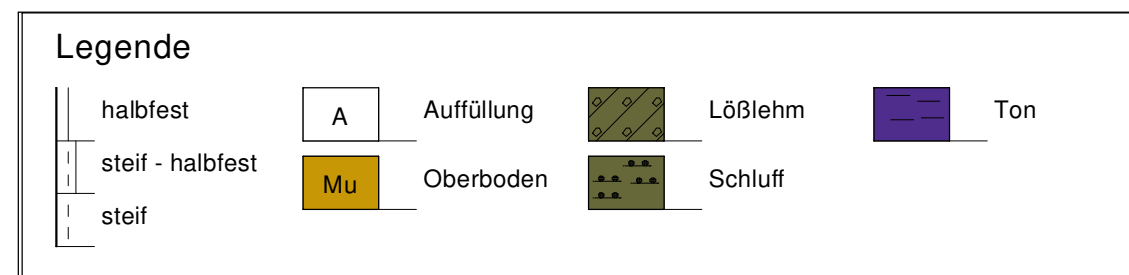 Legende
halbfest
A Auffüllung
Lößlehm
Ton
steif - halbfest
Mu Oberboden
Schluff
steif